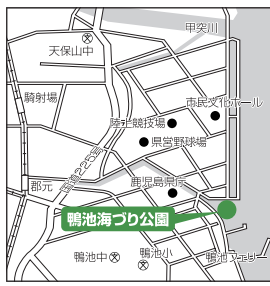 甲突川
天保山中
騎射場
市民文化ホール
陸上競技場
県営野球場
国道225号
郡元
鹿児島県庁
鴨池海づり公園
鴨池中
鴨池小
鴨池フェリー